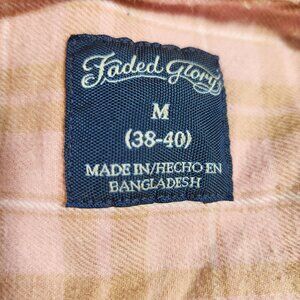 Faded Glory
M
(38-40)
MADE IN/HECHO EN
BANGLADESH